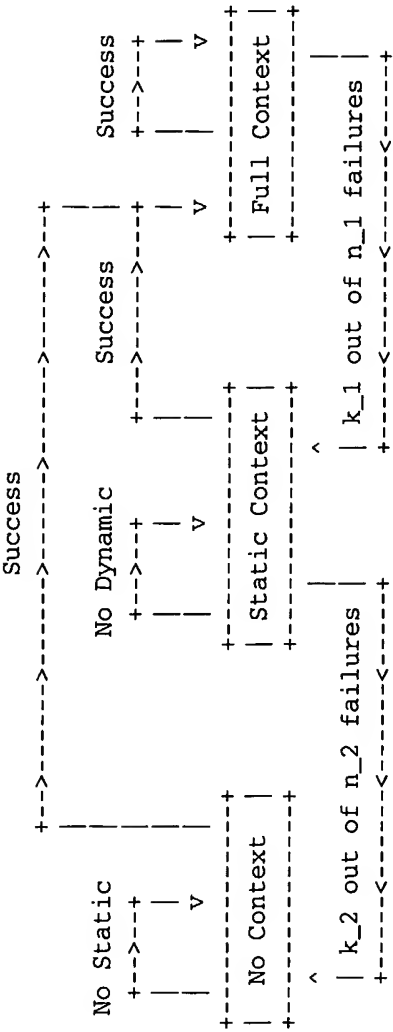 Success
No Static No Dynamic Success Success
No Context Static Context Full Context
k_2 out of n_2 failures k_1 out of n_1 failures